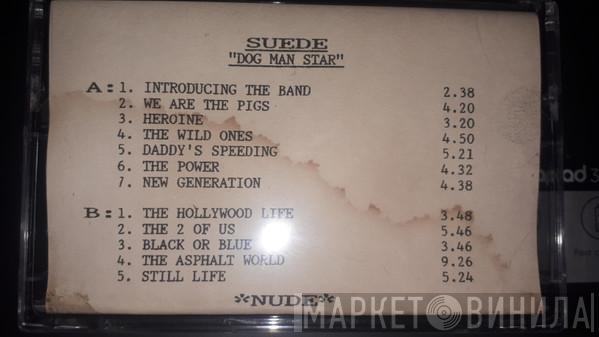 SUEDE
"DOG MAN STAR"
A: 1. INTRODUCING THE BAND 2.38
2. WE ARE THE PIGS 4.20
3. HEROINE 3.20
4. THE WILD ONES 4.50
5. DADDY'S SPEEDING 5.21
6. THE POWER 4.32
7. NEW GENERATION 4.38
B: 1. THE HOLLYWOOD LIFE 3.48
2. THE 2 OF US 5.46
3. BLACK OR BLUE 3.46
4. THE ASPHALT WORLD 9.26
5. STILL LIFE 5.24
*NUDE*
МАРКЕТ ВИНИЛА